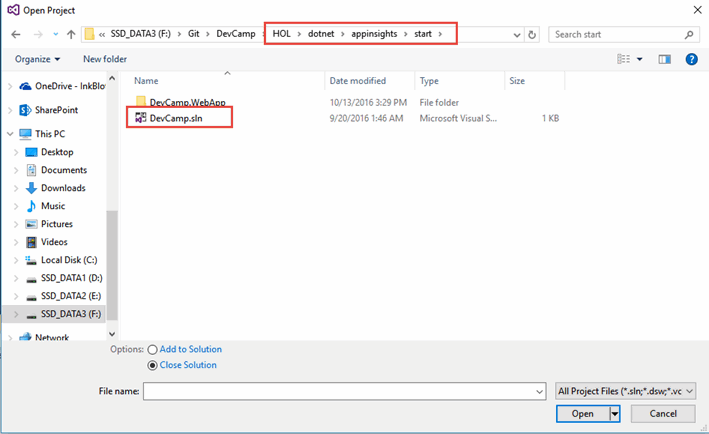 Open Project
« SSD_DATA3 (F:) › Git › DevCamp › HOL › dotnet › appinsights › start ›
Search start
Organize
New folder
Name
Date modified
Type
Size
OneDrive - InkBlo
SharePoint
This PC
Desktop
Documents
Downloads
Music
Pictures
Videos
Local Disk (C:)
SSD_DATA1 (D:)
SSD_DATA2 (E:)
SSD_DATA3 (F:)
Network
DevCamp.WebApp 10/13/2016 3:29 PM File folder
DevCamp.sln 9/20/2016 1:46 AM Microsoft Visual S... 1 KB
Options: Add to Solution
Close Solution
File name:
All Project Files (*.sln;*.dsw;*.vc
Open
Cancel